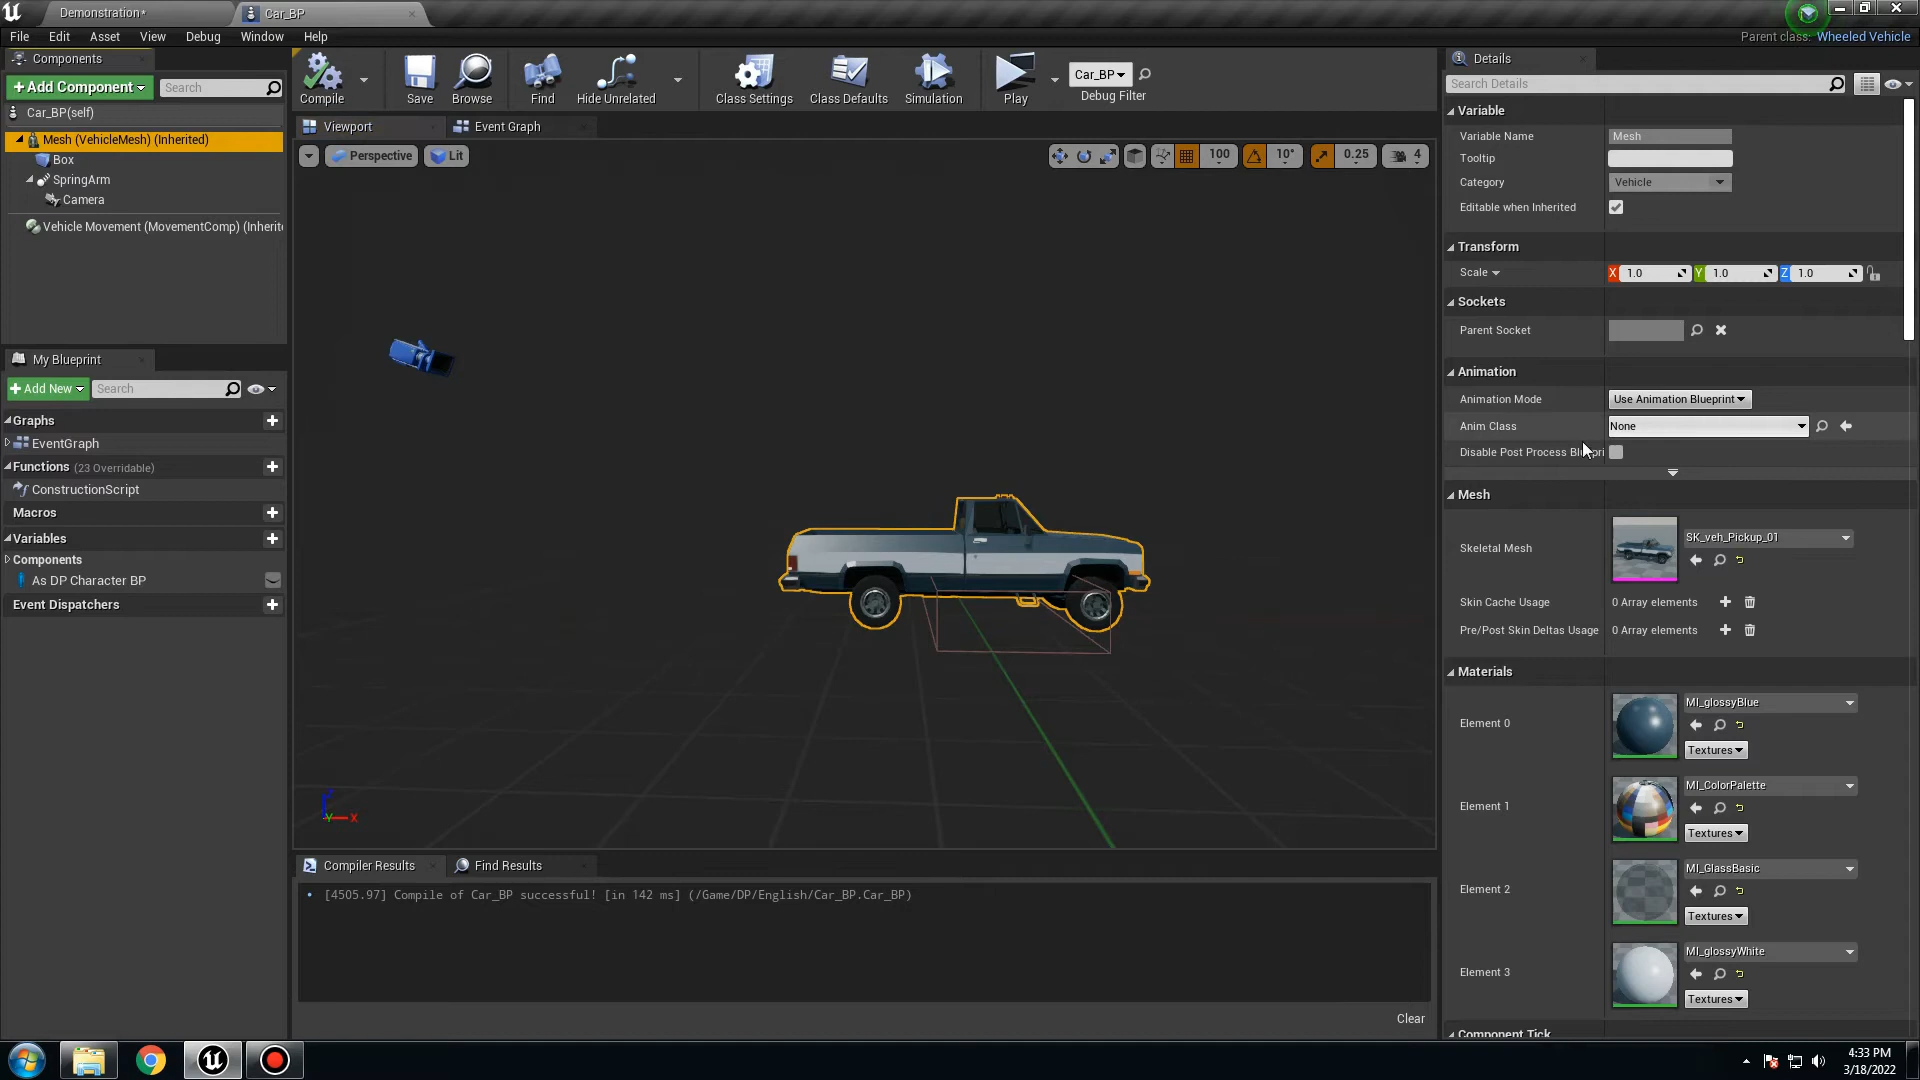 Demonstration*
Car_BP
File Edit Asset View Debug Window Help
Parent class: Wheeled Vehicle
Components
+Add Component
Search
Car_BP(self)
Mesh (VehicleMesh) (Inherited)
Box
SpringArm
Camera
Vehicle Movement (MovementComp) (Inherite
Compile
Save
Browse
Find
Hide Unrelated
Class Settings
Class Defaults
Simulation
Play
Car_BP
Debug Filter
Viewport
Event Graph
Perspective
Lit
100
10°
0.25
4
My Blueprint
+Add New
Search
Graphs
EventGraph
Functions (23 Overridable)
ConstructionScript
Macros
Variables
Components
As DP Character BP
Event Dispatchers
Z
Y X
Compiler Results
Find Results
[4505.97] Compile of Car_BP successful! [in 142 ms] (/Game/DP/English/Car_BP.Car_BP)
Clear
Details
Search Details
Variable
Variable Name Mesh
Tooltip
Category Vehicle
Editable when Inherited
Transform
Scale X 1.0 Y 1.0 Z 1.0
Sockets
Parent Socket
Animation
Animation Mode Use Animation Blueprint
Anim Class None
Disable Post Process Bluepri
Mesh
Skeletal Mesh SK_veh_Pickup_01
Skin Cache Usage 0 Array elements
Pre/Post Skin Deltas Usage 0 Array elements
Materials
Element 0 MI_glossyBlue
Textures
Element 1 MI_ColorPalette
Textures
Element 2 MI_GlassBasic
Textures
Element 3 MI_glossyWhite
Textures
Component Tick
4:33 PM
3/18/2022